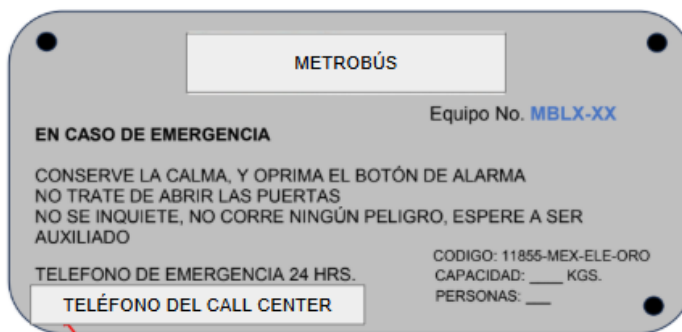 METROBÚS
Equipo No. MBLX-XX
EN CASO DE EMERGENCIA
CONSERVE LA CALMA, Y OPRIMA EL BOTÓN DE ALARMA
NO TRATE DE ABRIR LAS PUERTAS
NO SE INQUIETE, NO CORRE NINGÚN PELIGRO, ESPERE A SER
AUXILIADO
TELEFONO DE EMERGENCIA 24 HRS.
TELÉFONO DEL CALL CENTER
CODIGO: 11855-MEX-ELE-ORO
CAPACIDAD: ____ KGS.
PERSONAS: ___